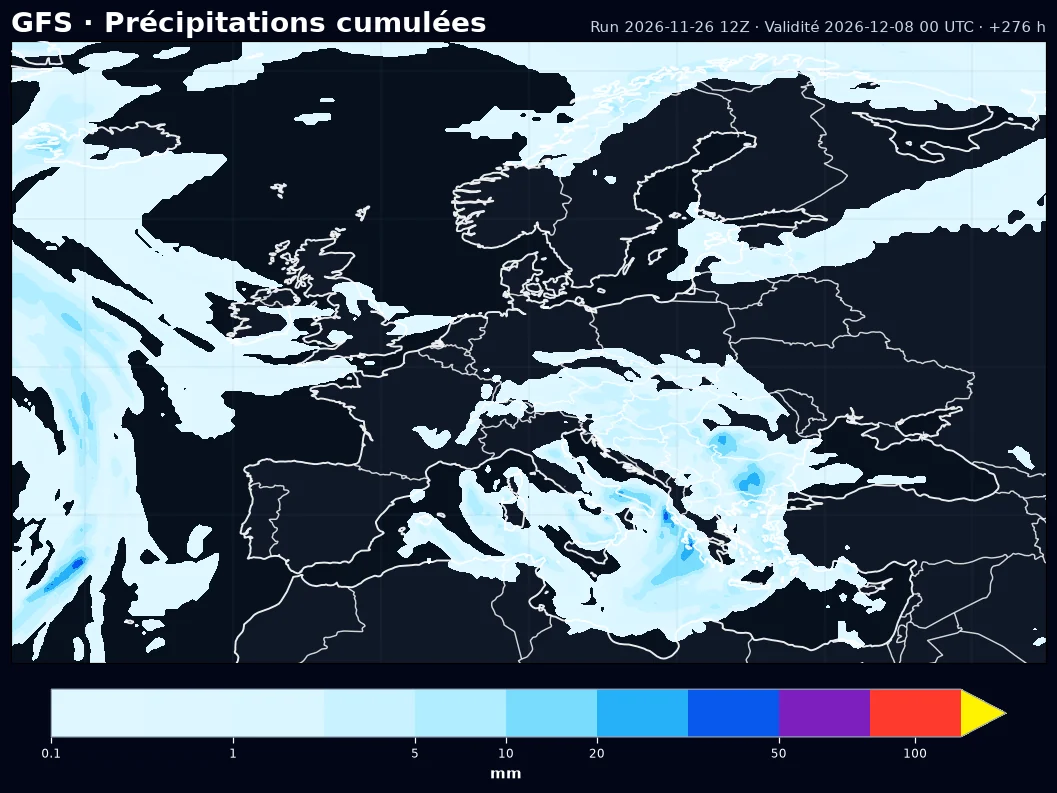 GFS · Précipitations cumulées
Run 2026-11-26 12Z · Validité 2026-12-08 00 UTC · +276 h
0.1 1 5 10 20 50 100
mm